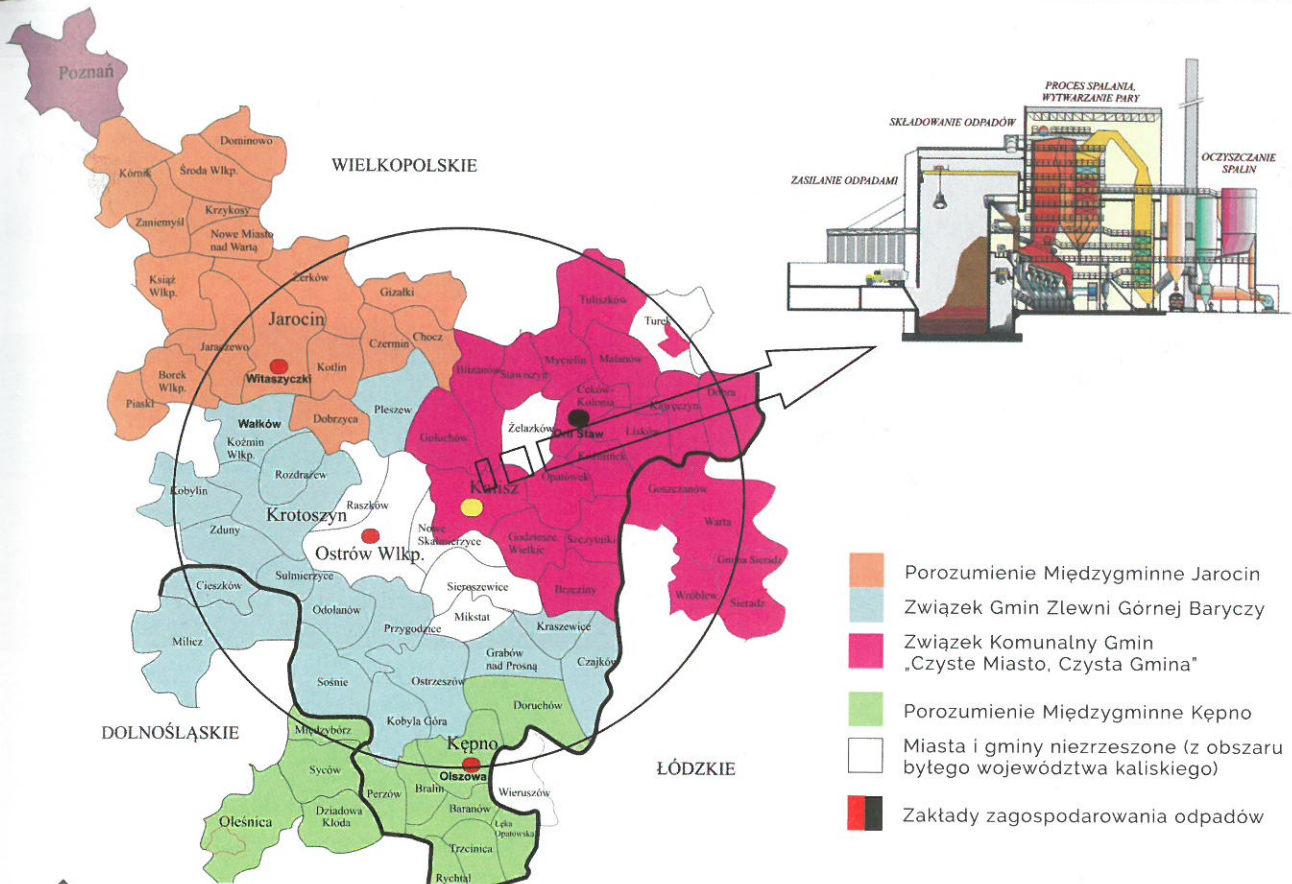 Poznań
Dominowo
Kórnik
Środa Wlkp.
Zaniemyśl
Krzykosy
Nowe Miasto
nad Wartą
WIELKOPOLSKIE
Książ
Wlkp.
Żerków
Gizałki
Jarocin
Jaraszewo
Czermin
Chocz
Borek
Wlkp.
Witaszyczki
Kotlin
Piaski
Dobrzyca
Pleszew
Wałków
Koźmin
Wlkp.
Rozdrażew
Kobylin
Krotoszyn
Zduny
Raszków
Ostrów Wlkp.
Nowe
Skalmierzyce
Cieszków
Sulmierzyce
Odolanów
Przygodzice
Sieroszewice
Mikstat
Milicz
Sośnie
Ostrzeszów
Grabów
nad Prosną
Kraszewice
Czajków
Kobyla Góra
Doruchów
DOLNOŚLĄSKIE
ŁÓDZKIE
Międzybórz
Syców
Oleśnica
Dziadowa
Kłoda
Perzów
Bralin
Kępno
Olszowa
Baranów
Wieruszów
Łęka
Opatowska
Trzcinica
Rychtal
Tuliszków
Turek
Blizanów
Stawiszyn
Mycielin
Malanów
Ceków-
Kolonia
Kawęczyn
Dobra
Gołuchów
Żelazków
Orli Staw
Lisków
Koźminek
Opatówek
Kalisz
Goszczanów
Warta
Godziesze
Wielkie
Szczytniki
Gmina Sieradz
Brzeziny
Wróblew
Sieradz
PROCES SPALANIA,
WYTWARZANIE PARY
SKŁADOWANIE ODPADÓW
ZASILANIE ODPADAMI
OCZYSZCZANIE
SPALIN
Porozumienie Międzygminne Jarocin
Związek Gmin Zlewni Górnej Baryczy
Związek Komunalny Gmin
„Czyste Miasto, Czysta Gmina”
Porozumienie Międzygminne Kępno
Miasta i gminy niezrzeszone (z obszaru
byłego województwa kaliskiego)
Zakłady zagospodarowania odpadów